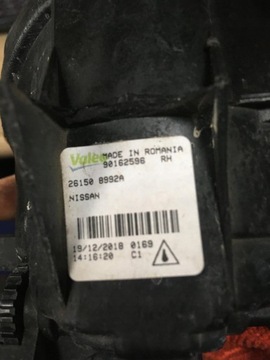 Valeo MADE IN ROMANIA
90162596 RH
26150 8992A
NISSAN
19/12/2018 0169
14:16:20 C1